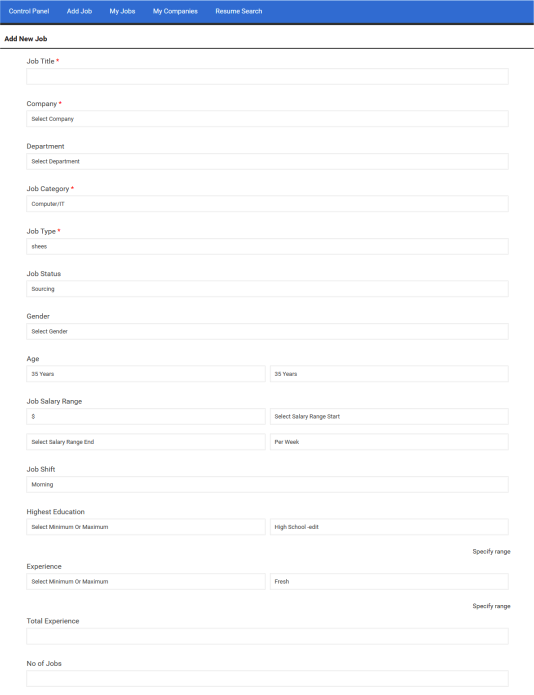 Control Panel Add Job My Jobs My Companies Resume Search
Add New Job
Job Title *
Company *
Select Company
Department
Select Department
Job Category *
Computer/IT
Job Type *
shees
Job Status
Sourcing
Gender
Select Gender
Age
35 Years 35 Years
Job Salary Range
$ Select Salary Range Start
Select Salary Range End Per Week
Job Shift
Morning
Highest Education
Select Minimum Or Maximum High School -edit
Specify range
Experience
Select Minimum Or Maximum Fresh
Specify range
Total Experience
No of Jobs